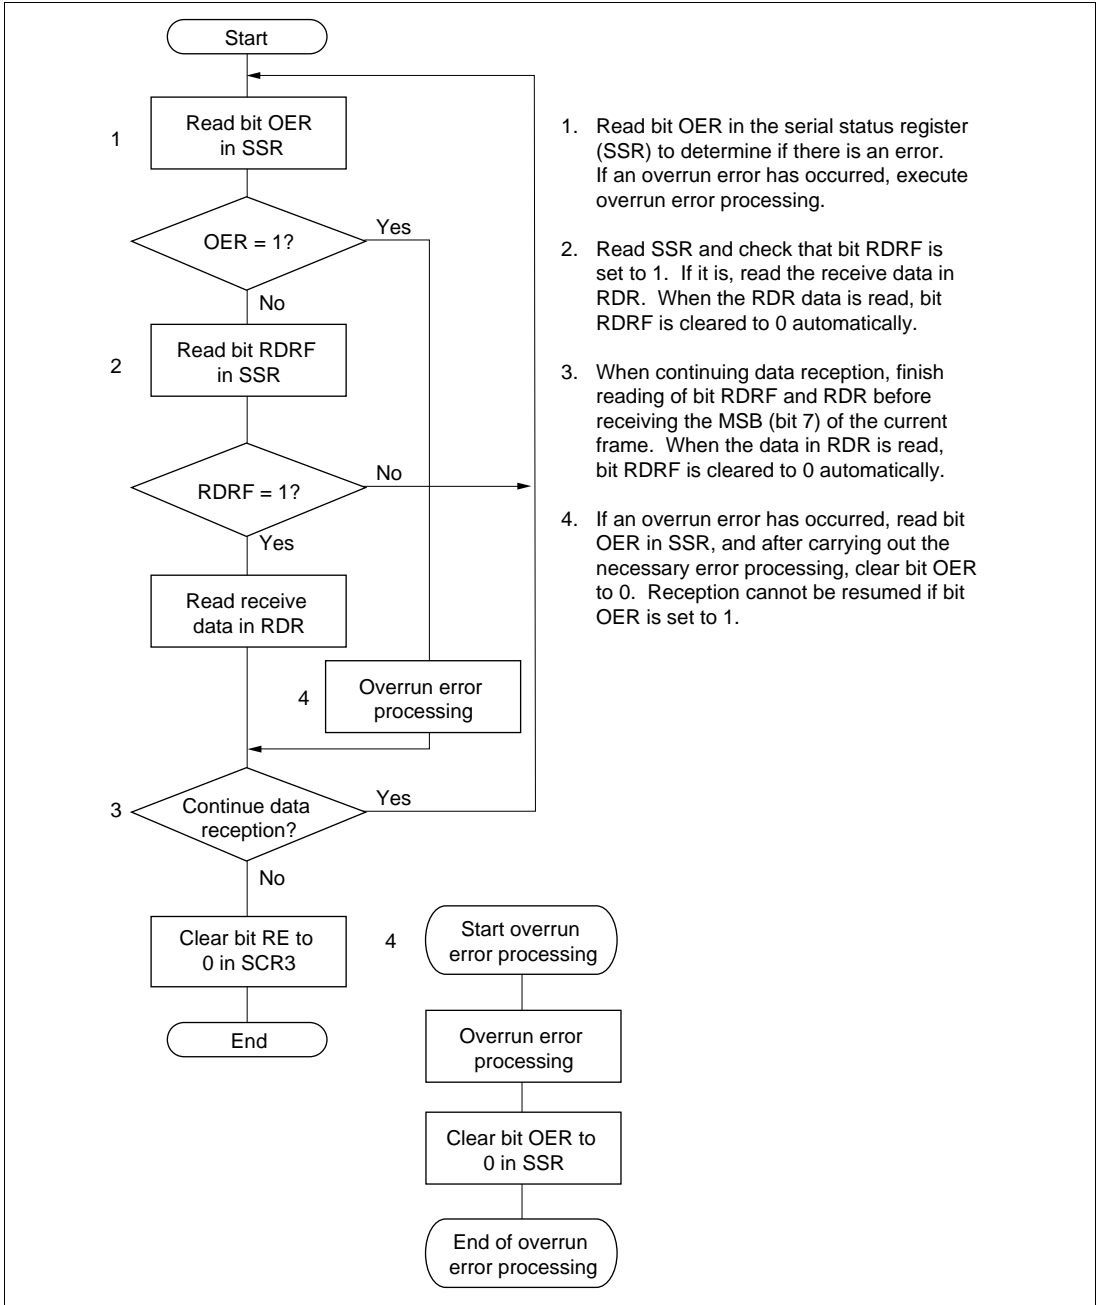 Start
1
Read bit OER
in SSR
OER = 1?
Yes
No
2
Read bit RDRF
in SSR
RDRF = 1?
No
Yes
Read receive
data in RDR
4
Overrun error
processing
3
Continue data
reception?
Yes
No
Clear bit RE to
0 in SCR3
End
4
Start overrun
error processing
Overrun error
processing
Clear bit OER to
0 in SSR
End of overrun
error processing
1. Read bit OER in the serial status register
(SSR) to determine if there is an error.
If an overrun error has occurred, execute
overrun error processing.
2. Read SSR and check that bit RDRF is
set to 1. If it is, read the receive data in
RDR. When the RDR data is read, bit
RDRF is cleared to 0 automatically.
3. When continuing data reception, finish
reading of bit RDRF and RDR before
receiving the MSB (bit 7) of the current
frame. When the data in RDR is read,
bit RDRF is cleared to 0 automatically.
4. If an overrun error has occurred, read bit
OER in SSR, and after carrying out the
necessary error processing, clear bit OER
to 0. Reception cannot be resumed if bit
OER is set to 1.